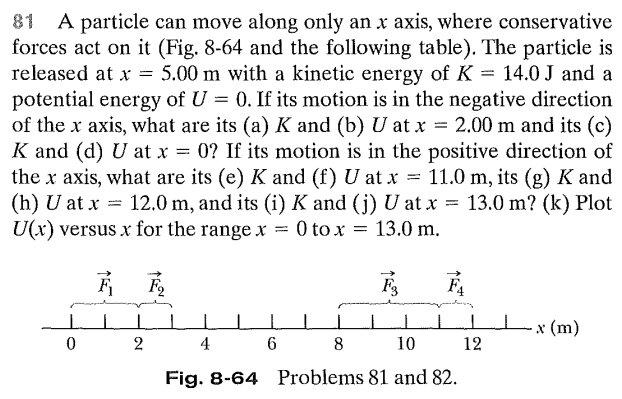 81 A particle can move along only an x axis, where conservative
forces act on it (Fig. 8-64 and the following table). The particle is
released at x = 5.00 m with a kinetic energy of K = 14.0 J and a
potential energy of U = 0. If its motion is in the negative direction
of the x axis, what are its (a) K and (b) U at x = 2.00 m and its (c)
K and (d) U at x = 0? If its motion is in the positive direction of
the x axis, what are its (e) K and (f) U at x = 11.0 m, its (g) K and
(h) U at x = 12.0 m, and its (i) K and (j) U at x = 13.0 m? (k) Plot
U(x) versus x for the range x = 0 to x = 13.0 m.
F⃗₁ F⃗₂ F⃗₃ F⃗₄
x (m)
0 2 4 6 8 10 12
Fig. 8-64 Problems 81 and 82.